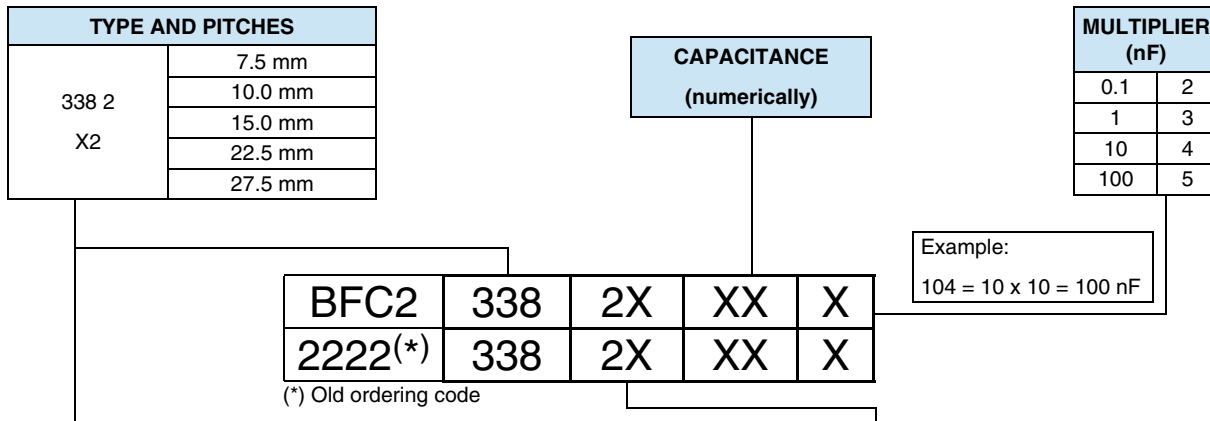 TYPE AND PITCHES
338 2
X2
7.5 mm
10.0 mm
15.0 mm
22.5 mm
27.5 mm
CAPACITANCE
(numerically)
MULTIPLIER
(nF)
0.1 2
1 3
10 4
100 5
Example:
104 = 10 x 10 = 100 nF
BFC2 338 2X XX X
2222(*) 338 2X XX X
(*) Old ordering code